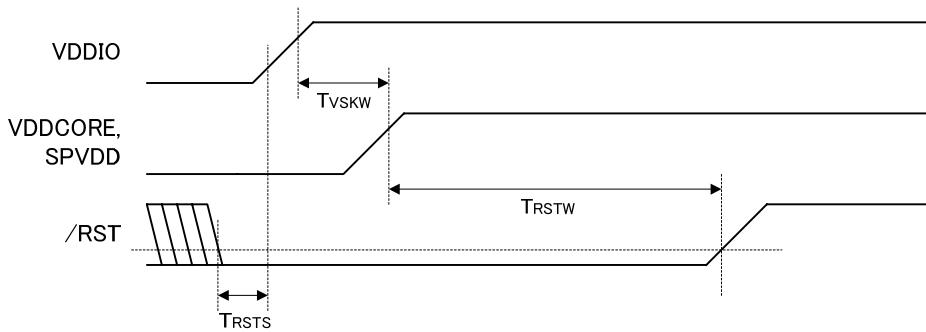 VDDIO
TVSKW
VDDCORE,
SPVDD
TRSTW
/RST
TRSTS